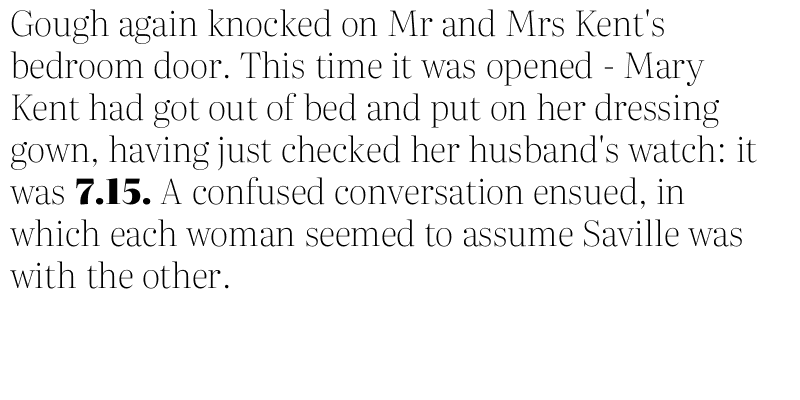 Gough again knocked on Mr and Mrs Kent's
bedroom door. This time it was opened - Mary
Kent had got out of bed and put on her dressing
gown, having just checked her husband's watch: it
was 7.15. A confused conversation ensued, in
which each woman seemed to assume Saville was
with the other.